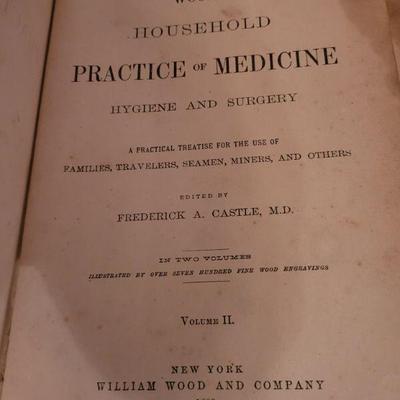 HOUSEHOLD
PRACTICE OF MEDICINE
HYGIENE AND SURGERY
A PRACTICAL TREATISE FOR THE USE OF
FAMILIES, TRAVELERS, SEAMEN, MINERS, AND OTHERS
EDITED BY
FREDERICK A. CASTLE, M.D.
IN TWO VOLUMES
ILLUSTRATED BY OVER SEVEN HUNDRED FINE WOOD ENGRAVINGS
VOLUME II.
NEW YORK
WILLIAM WOOD AND COMPANY